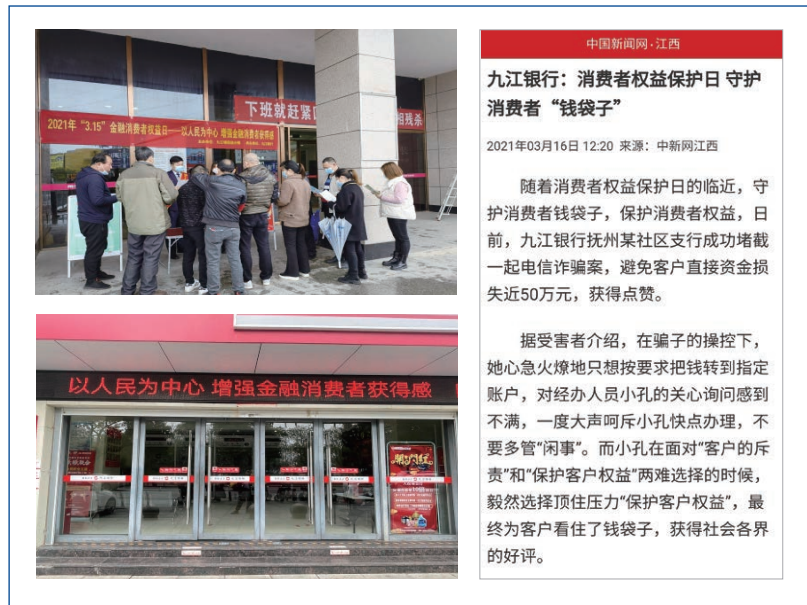 下班就赶紧
相残杀
2021年“3.15”金融消费者权益日——以人民为中心 增强金融消费者获得感
以人民为中心 增强金融消费者获得感
中国新闻网·江西
九江银行：消费者权益保护日 守护
消费者“钱袋子”
2021年03月16日 12:20 来源：中新网江西
随着消费者权益保护日的临近，守
护消费者钱袋子，保护消费者权益，日
前，九江银行抚州某社区支行成功堵截
一起电信诈骗案，避免客户直接资金损
失近50万元，获得点赞。
据受害者介绍，在骗子的操控下，
她心急火燎地只想按要求把钱转到指定
账户，对经办人员小孔的关心询问感到
不满，一度大声呵斥小孔快点办理，不
要多管“闲事”。而小孔在面对“客户的斥
责”和“保护客户权益”两难选择的时候，
毅然选择顶住压力“保护客户权益”，最
终为客户看住了钱袋子，获得社会各界
的好评。